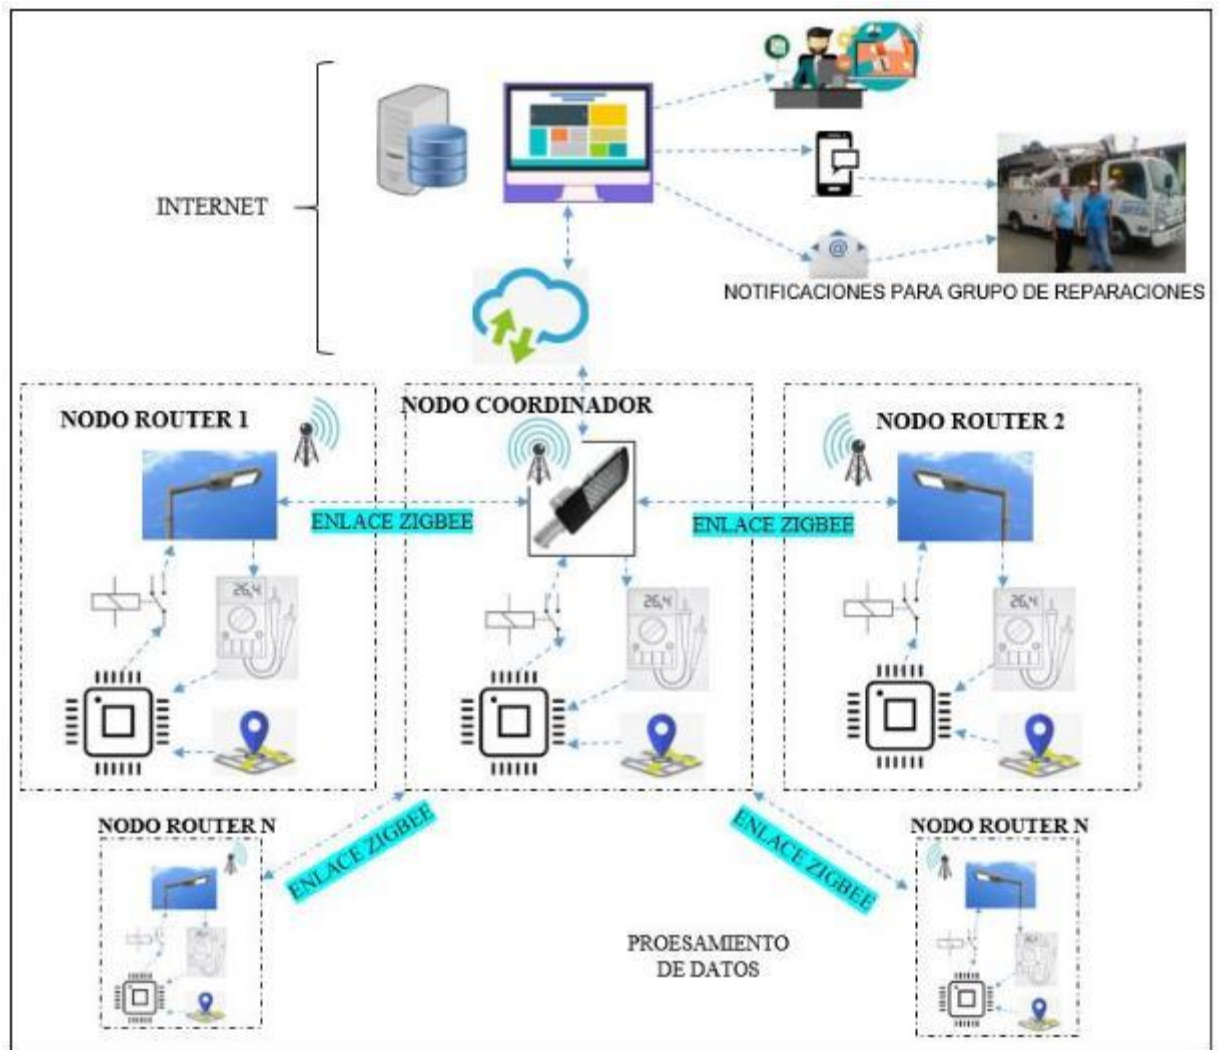 INTERNET
@
NOTIFICACIONES PARA GRUPO DE REPARACIONES
NODO ROUTER 1
NODO COORDINADOR
NODO ROUTER 2
ENLACE ZIGBEE
ENLACE ZIGBEE
26,4
26,4
26,4
NODO ROUTER N
ENLACE ZIGBEE
ENLACE ZIGBEE
NODO ROUTER N
PROESAMIENTO
DE DATOS